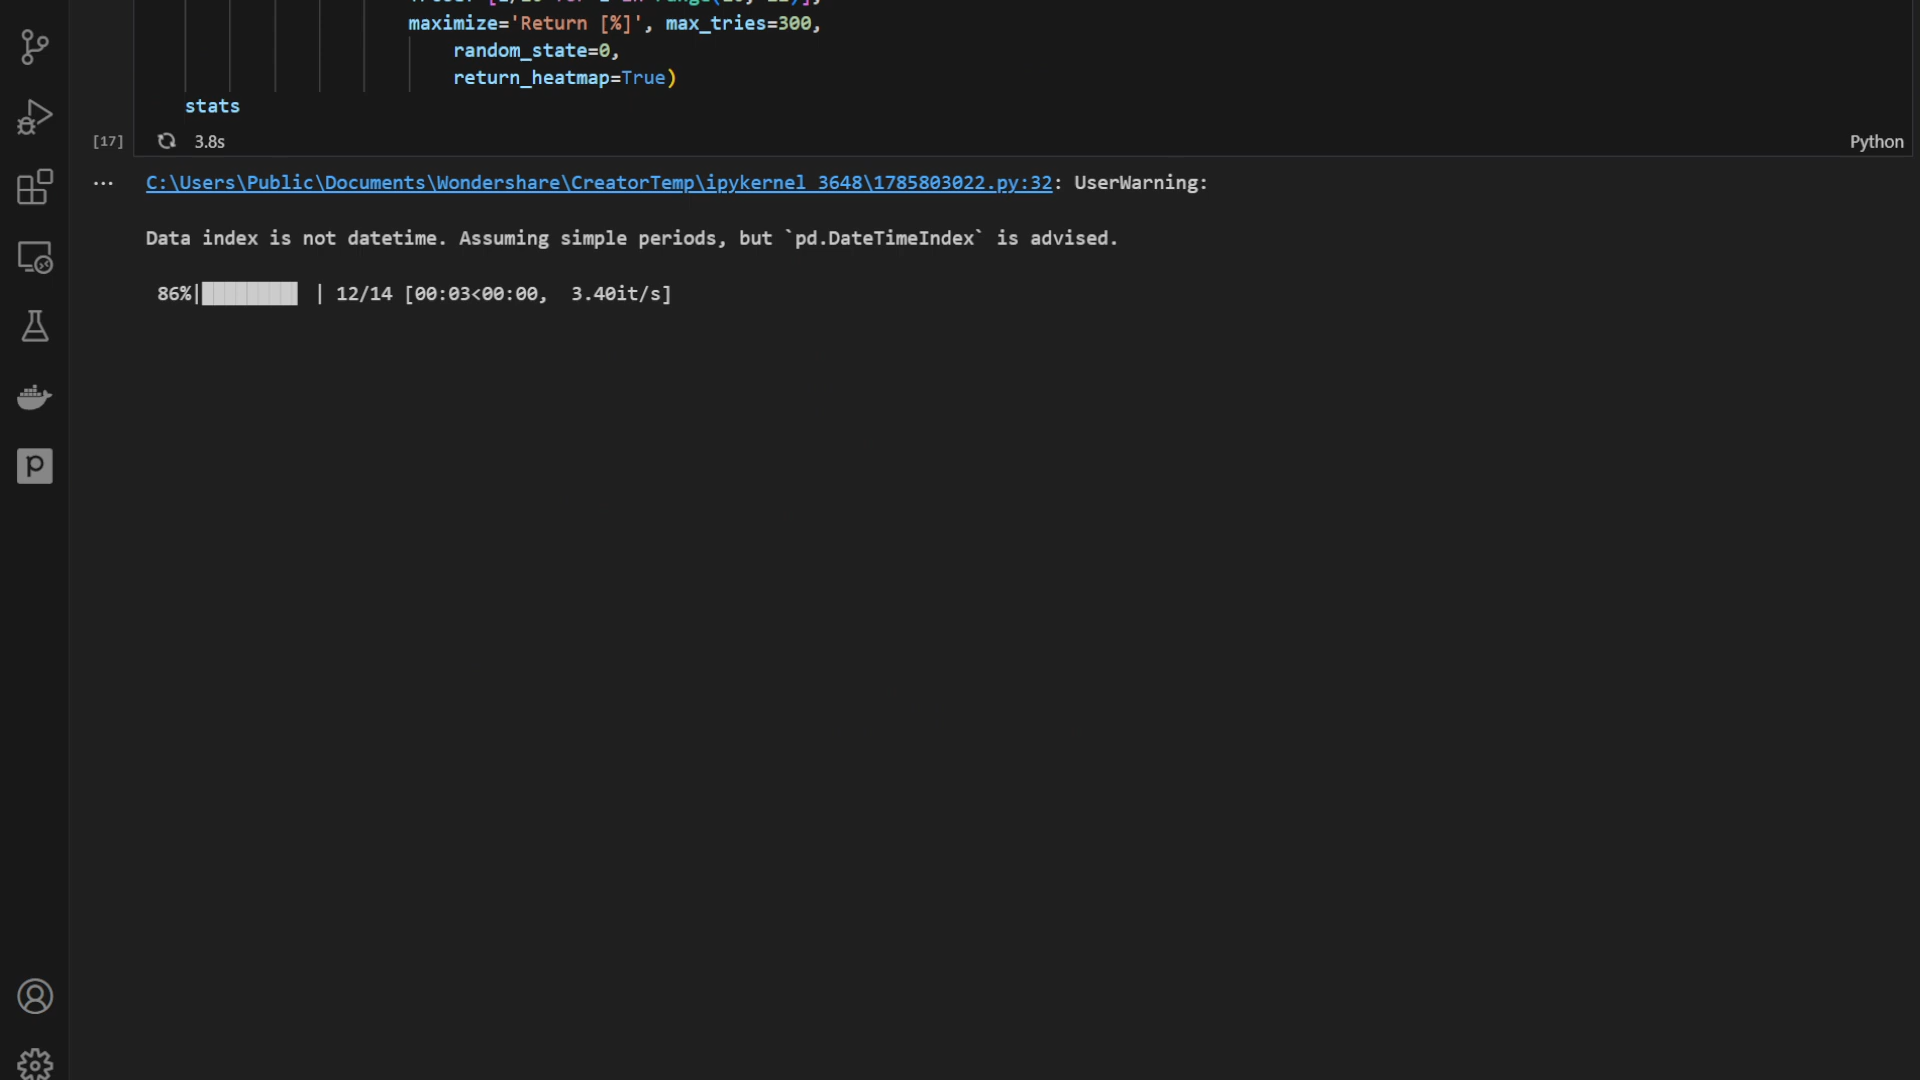 maximize='Return [%]', max_tries=300,
random_state=0,
return_heatmap=True)
stats
[17] 3.8s Python
... C:\Users\Public\Documents\Wondershare\CreatorTemp\ipykernel_3648\1785803022.py:32: UserWarning:
Data index is not datetime. Assuming simple periods, but `pd.DateTimeIndex` is advised.
86%|█████████ | 12/14 [00:03<00:00, 3.40it/s]